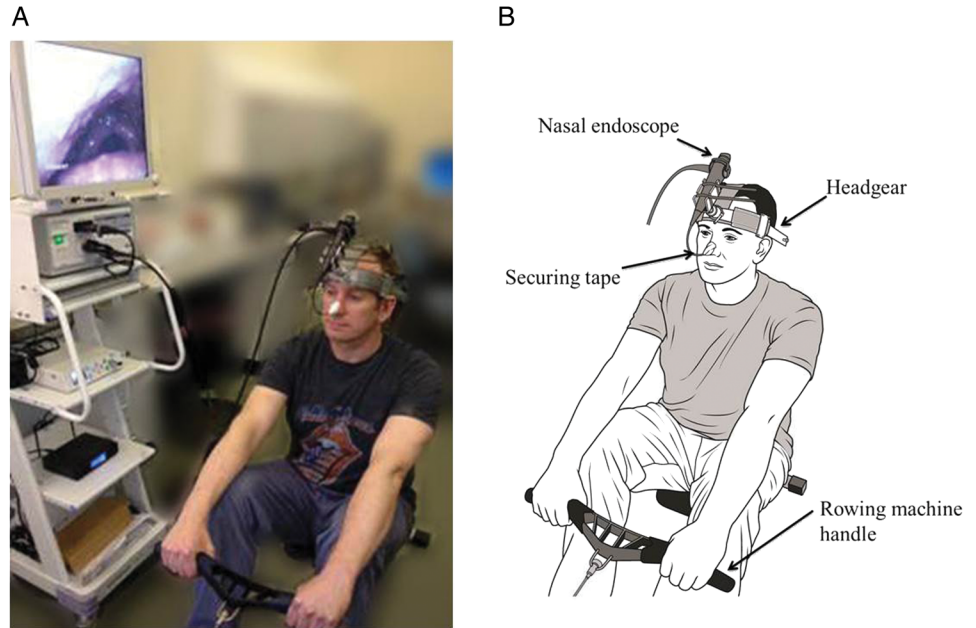 A
B
Nasal endoscope
Headgear
Securing tape
Rowing machine
handle